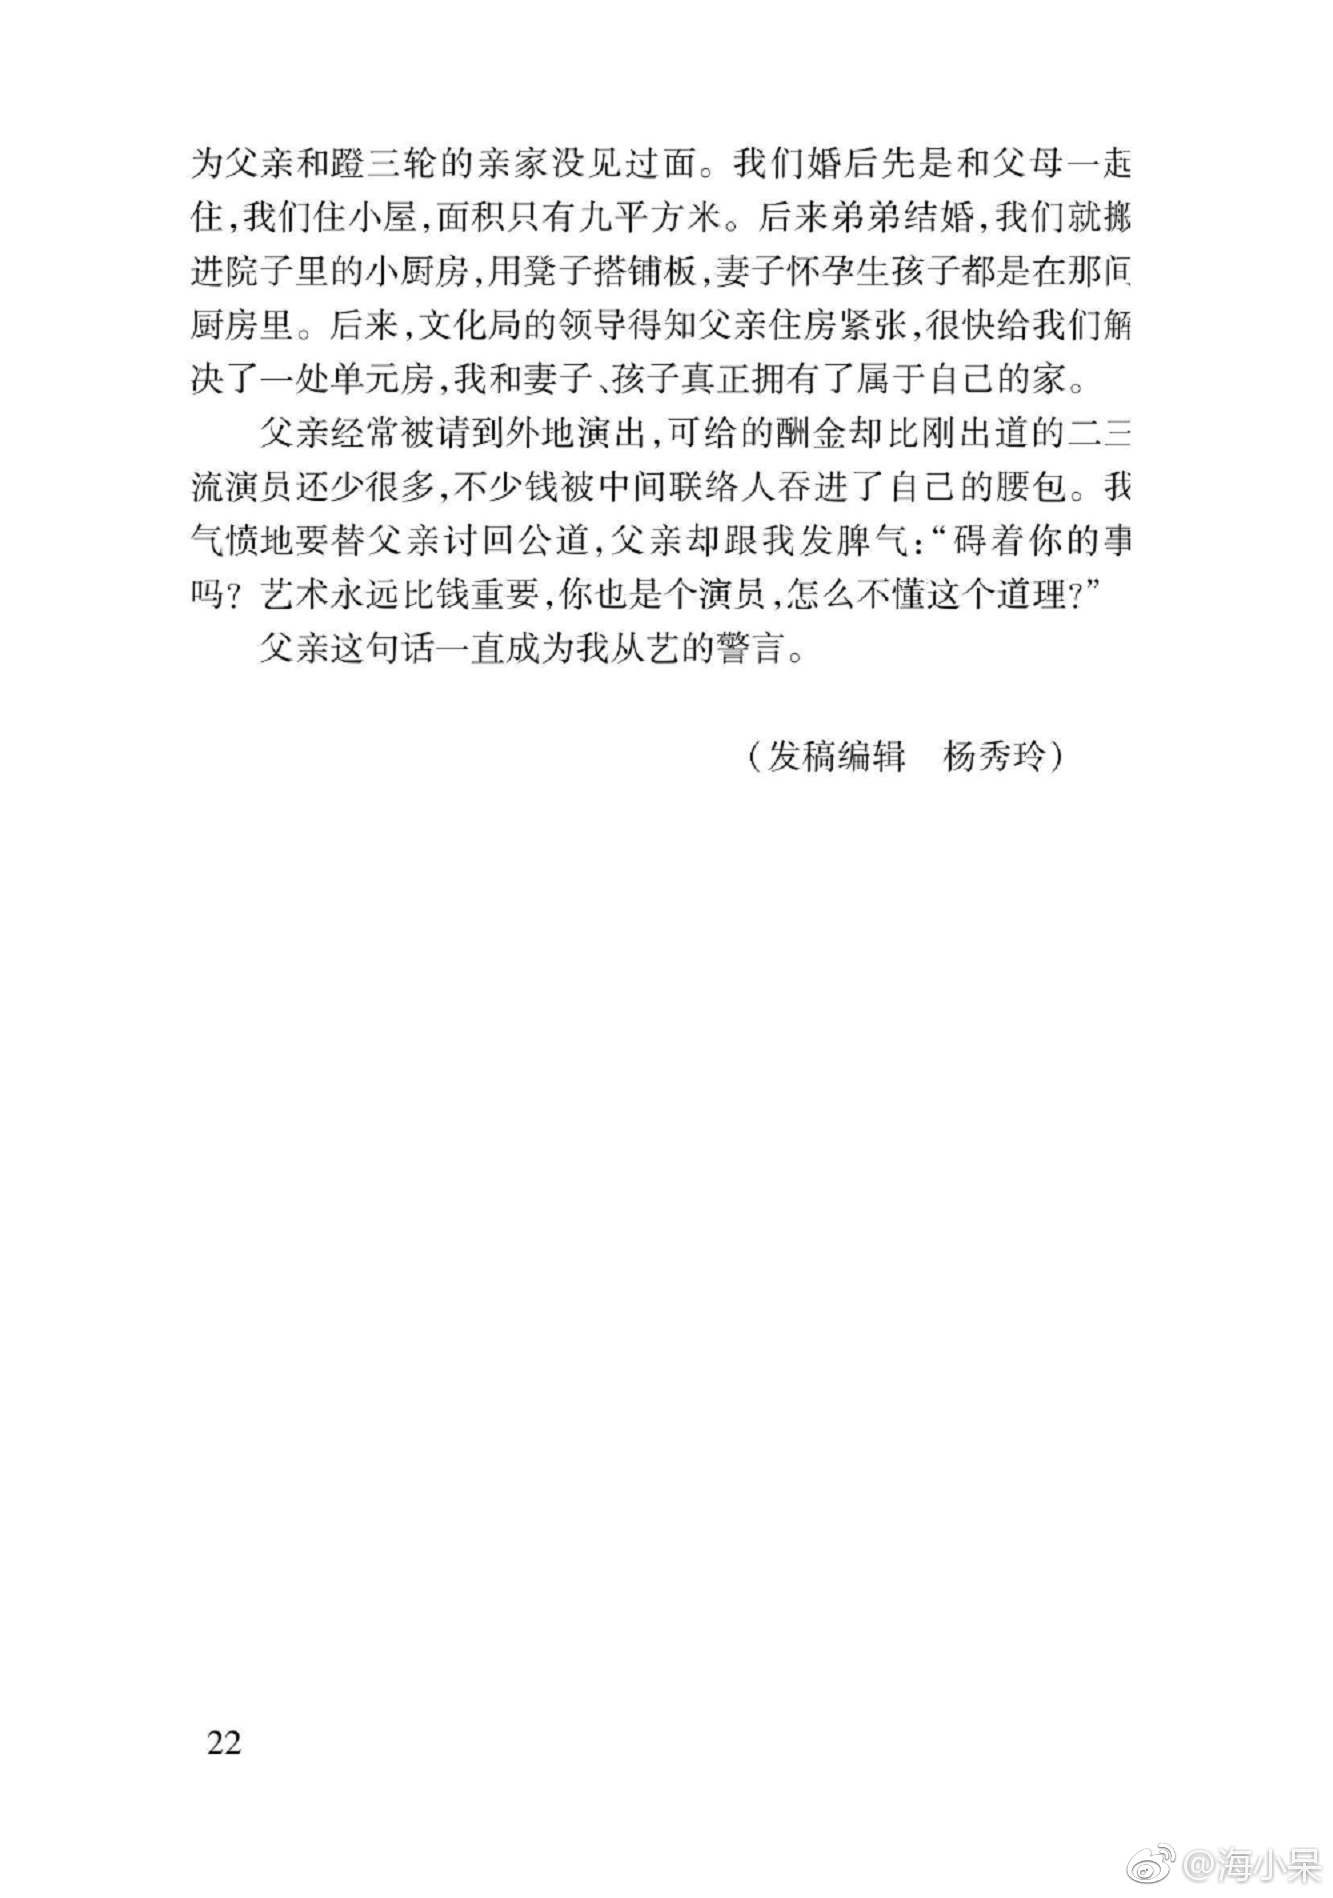 为父亲和蹬三轮的亲家没见过面。我们婚后先是和父母一起
住,我们住小屋,面积只有九平方米。后来弟弟结婚,我们就搬
进院子里的小厨房,用凳子搭铺板,妻子怀孕生孩子都是在那间
厨房里。后来,文化局的领导得知父亲住房紧张,很快给我们解
决了一处单元房,我和妻子、孩子真正拥有了属于自己的家。
父亲经常被请到外地演出,可给的酬金却比刚出道的二三
流演员还少很多,不少钱被中间联络人吞进了自己的腰包。我
气愤地要替父亲讨回公道,父亲却跟我发脾气:“碍着你的事
吗? 艺术永远比钱重要,你也是个演员,怎么不懂这个道理?”
父亲这句话一直成为我从艺的警言。
(发稿编辑 杨秀玲)
22
@海小呆